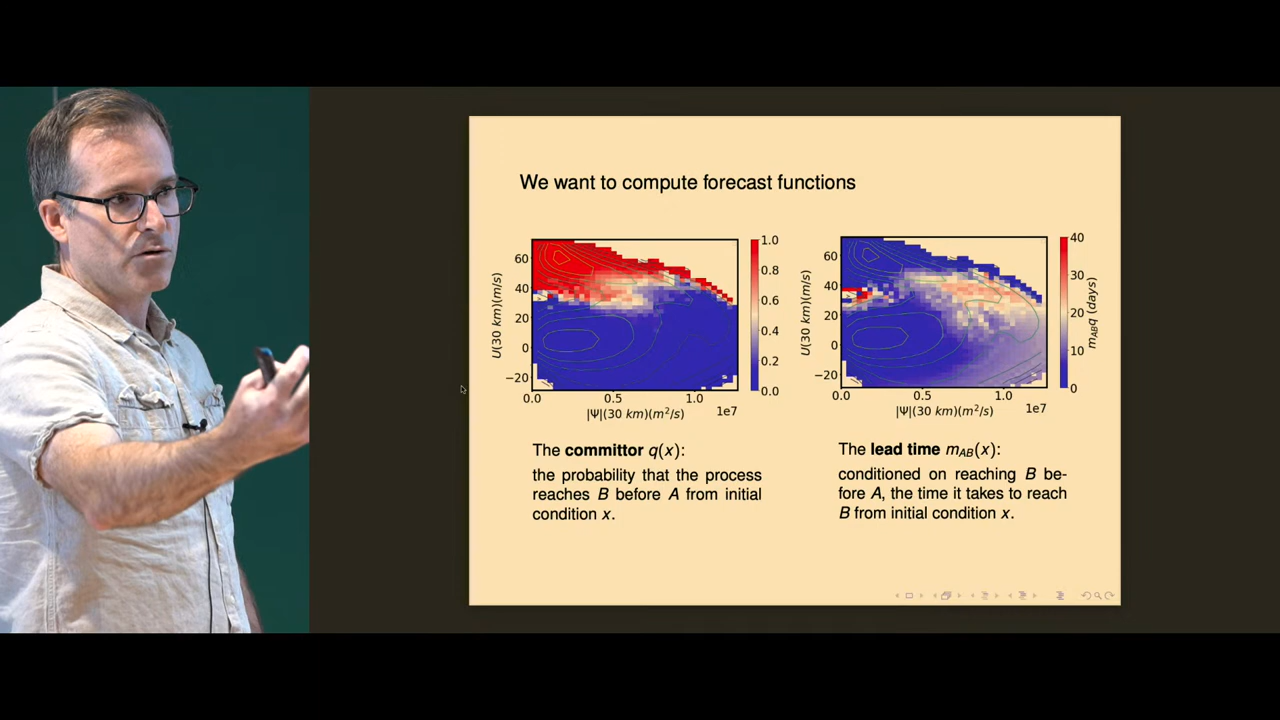 We want to compute forecast functions
60
40
20
0
−20
U(30 km)(m/s)
0.0 0.5 1.0 1e7
|Ψ|(30 km)(m²/s)
1.0
0.8
0.6
0.4
0.2
0.0
60
40
20
0
−20
U(30 km)(m/s)
0.0 0.5 1.0 1e7
|Ψ|(30 km)(m²/s)
40
30
20
10
0
m_{AB}q (days)
The committor q(x):
the probability that the process
reaches B before A from initial
condition x.
The lead time m_{AB}(x):
conditioned on reaching B be-
fore A, the time it takes to reach
B from initial condition x.